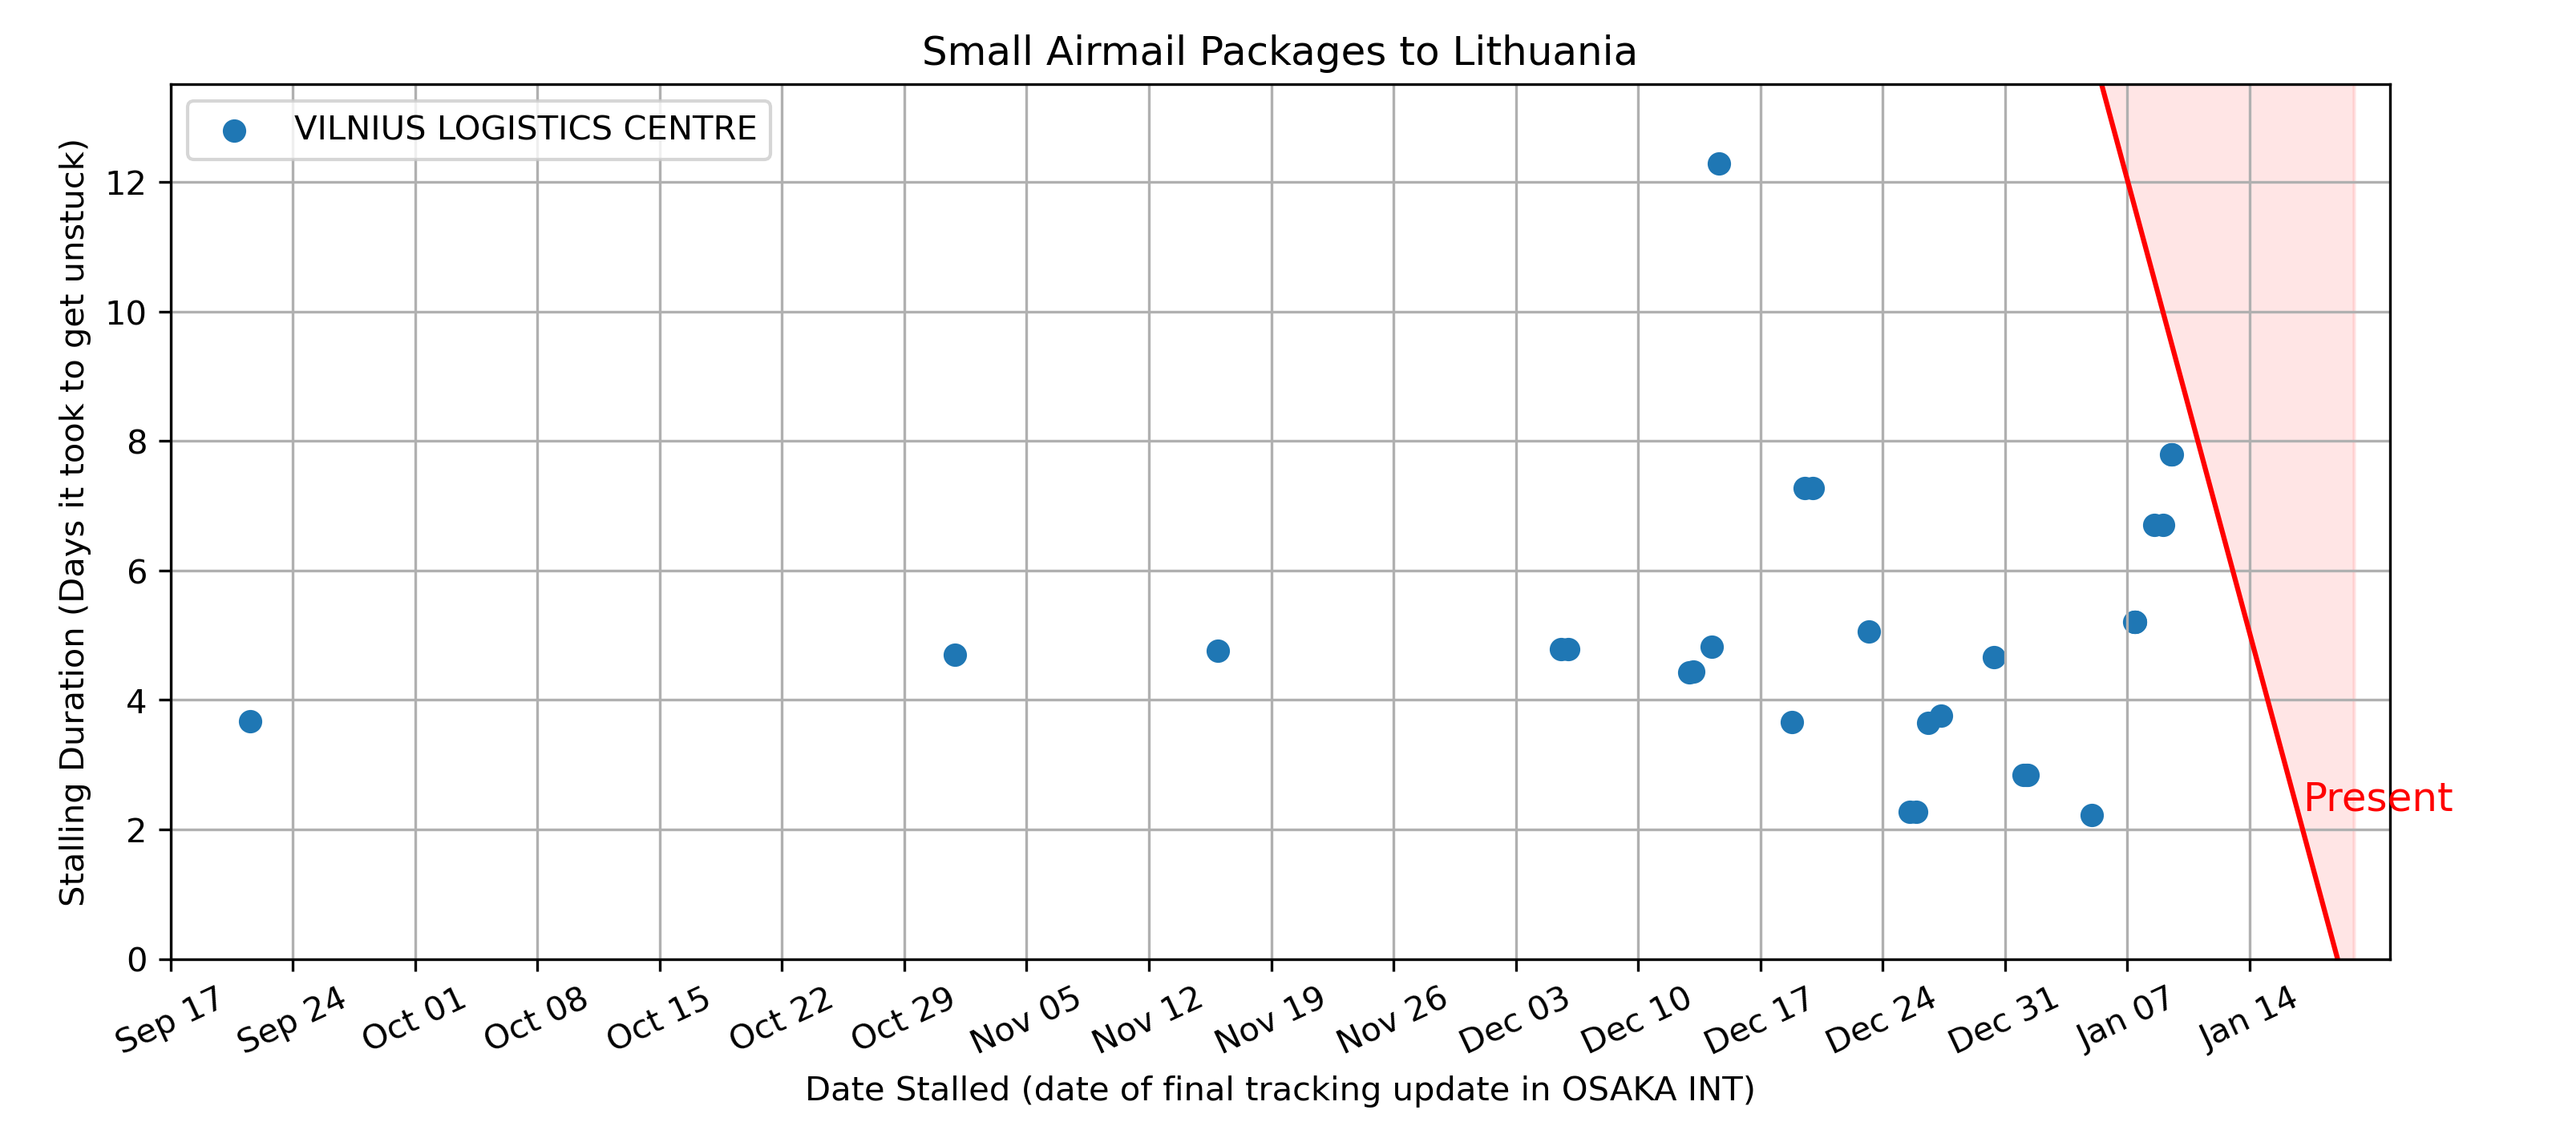 Small Airmail Packages to Lithuania
VILNIUS LOGISTICS CENTRE
Stalling Duration (Days it took to get unstuck)
12
10
8
6
4
2
0
Present
Sep 17
Sep 24
Oct 01
Oct 08
Oct 15
Oct 22
Oct 29
Nov 05
Nov 12
Nov 19
Nov 26
Dec 03
Dec 10
Dec 17
Dec 24
Dec 31
Jan 07
Jan 14
Date Stalled (date of final tracking update in OSAKA INT)